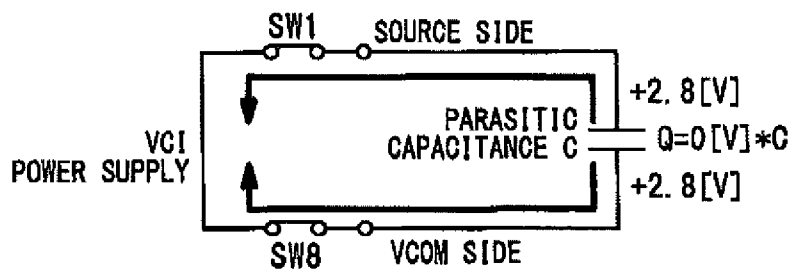 SW1
SOURCE SIDE
+2.8[V]
PARASITIC
CAPACITANCE C
Q=0[V]*C
VCI
POWER SUPPLY
+2.8[V]
SW8
VCOM SIDE